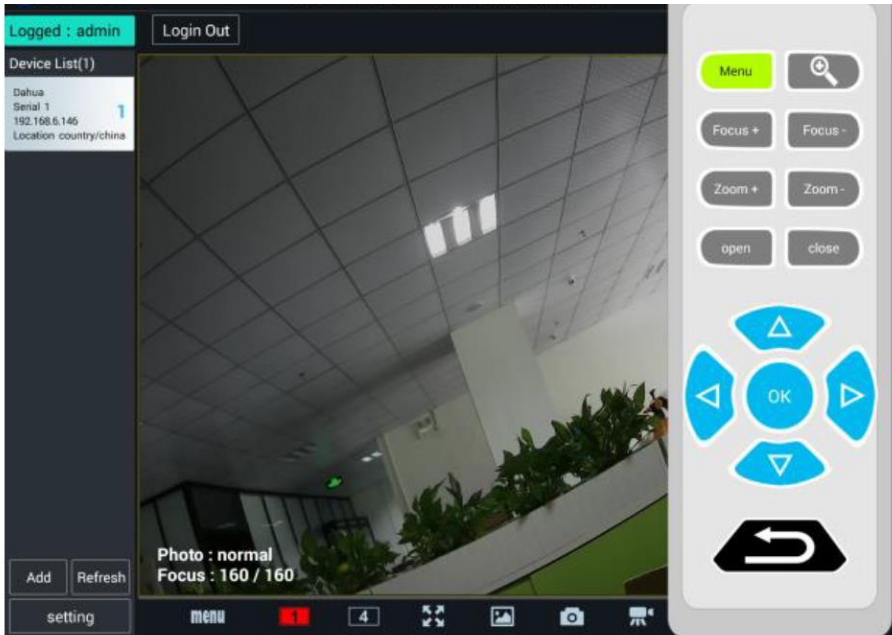 Logged : admin
Login Out
Device List(1)
Dahua
Serial 1
1
192.168.6.146
Location country/china
Photo : normal
Focus : 160 / 160
Add
Refresh
setting
menu
1
4
Menu
Focus +
Focus -
Zoom +
Zoom -
open
close
OK